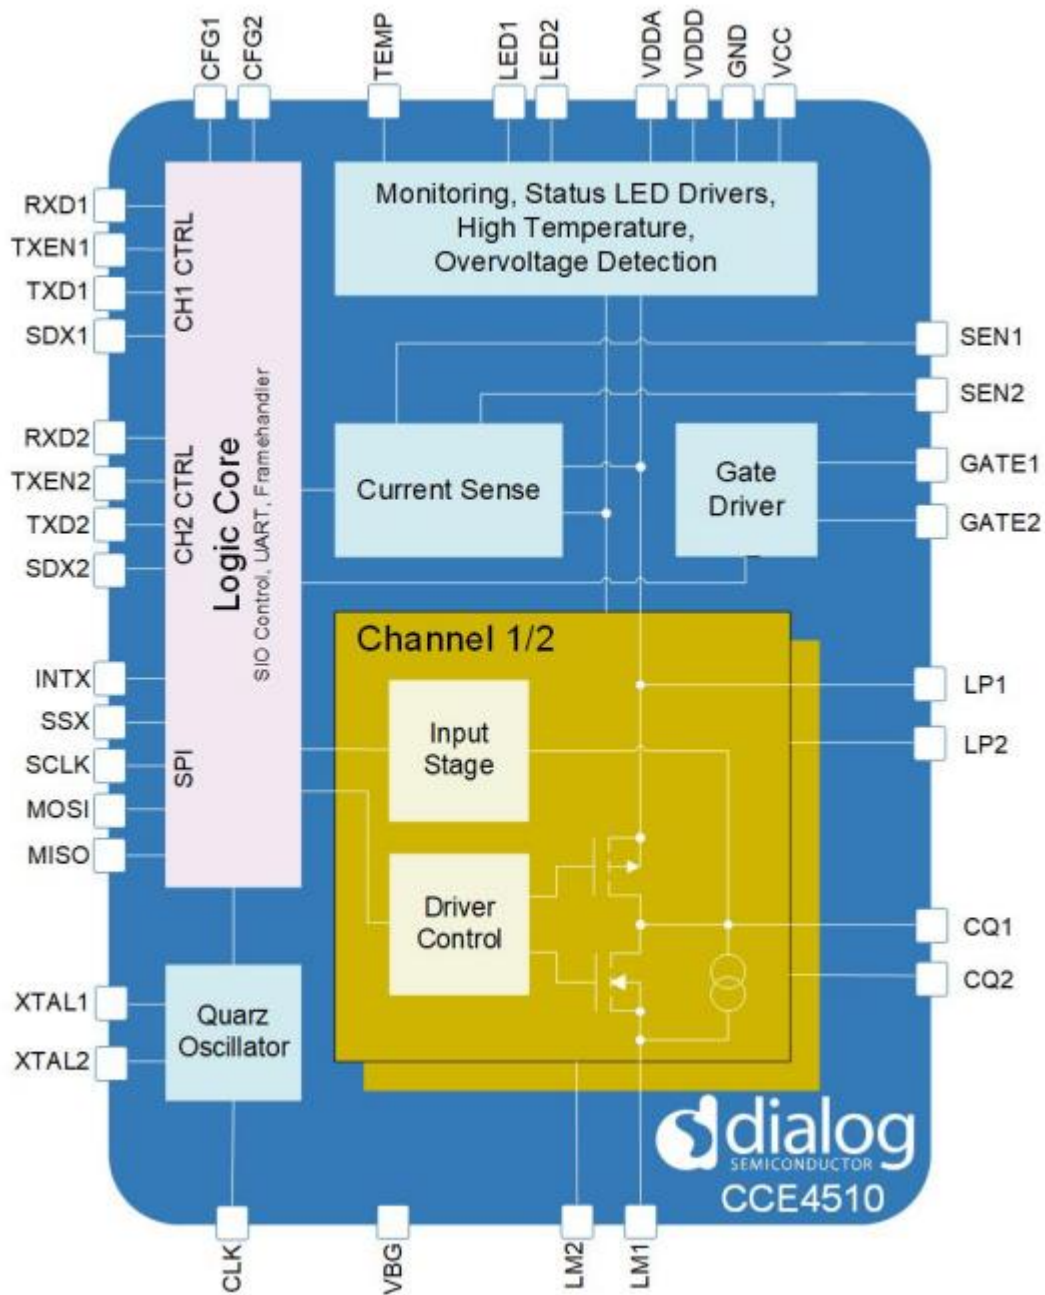 CFG1
CFG2
TEMP
LED1
LED2
VDDA
VDDD
GND
VCC
RXD1
TXEN1
TXD1
SDX1
RXD2
TXEN2
TXD2
SDX2
INTX
SSX
SCLK
MOSI
MISO
XTAL1
XTAL2
CH1 CTRL
CH2 CTRL
SPI
Logic Core
SIO Control, UART, Framehandler
Monitoring, Status LED Drivers,
High Temperature,
Overvoltage Detection
Current Sense
Gate
Driver
Channel 1/2
Input
Stage
Driver
Control
Quarz
Oscillator
SEN1
SEN2
GATE1
GATE2
LP1
LP2
CQ1
CQ2
dialog
SEMICONDUCTOR
CCE4510
CLK
VBG
LM2
LM1